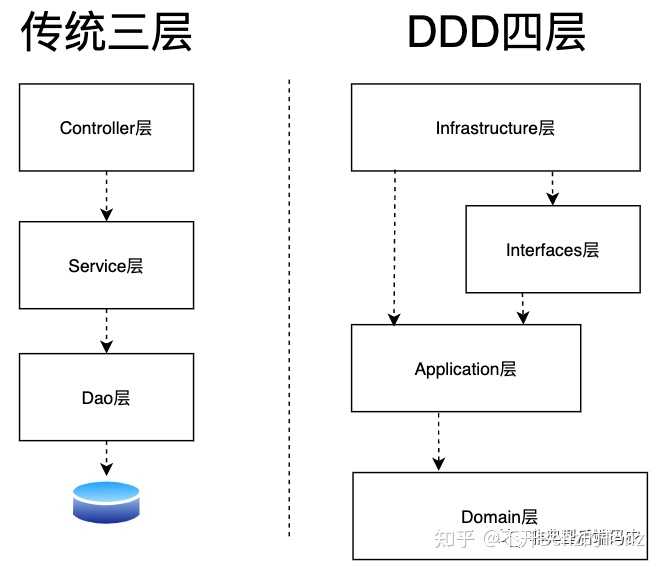 传统三层
Controller层
Service层
Dao层
DDD四层
Infrastructure层
Interfaces层
Application层
Domain层
知乎